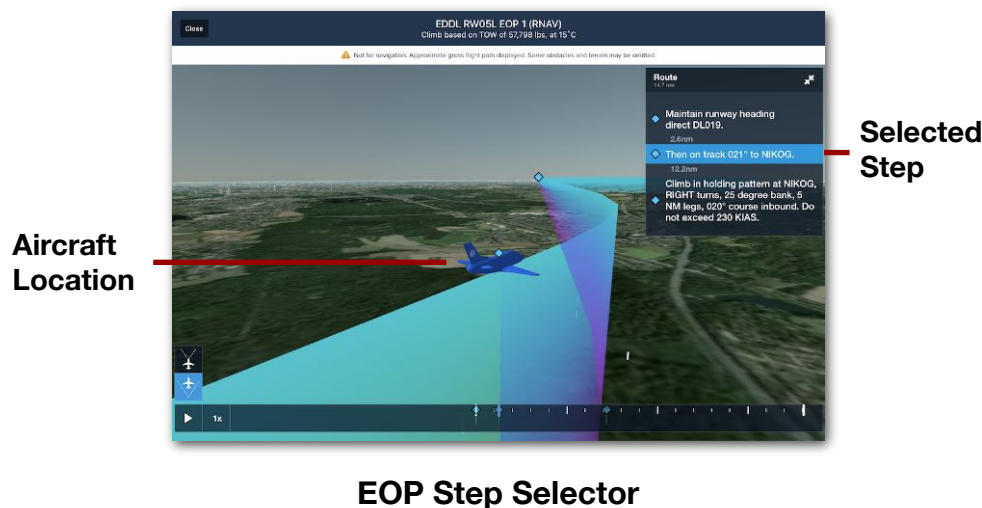 Close
EDDL RW05L EOP 1 (RNAV)
Climb based on TOW of 57,798 lbs, at 15˚C
Not for navigation. Approximate gross flight path displayed. Some obstacles and terrain may be omitted.
Route
14.7 nm
Maintain runway heading
direct DL019.
2.6nm
Then on track 021° to NIKOG.
12.2nm
Climb in holding pattern at NIKOG,
RIGHT turns, 25 degree bank, 5
NM legs, 020° course inbound. Do
not exceed 230 KIAS.
Selected
Step
Aircraft
Location
1x
EOP Step Selector